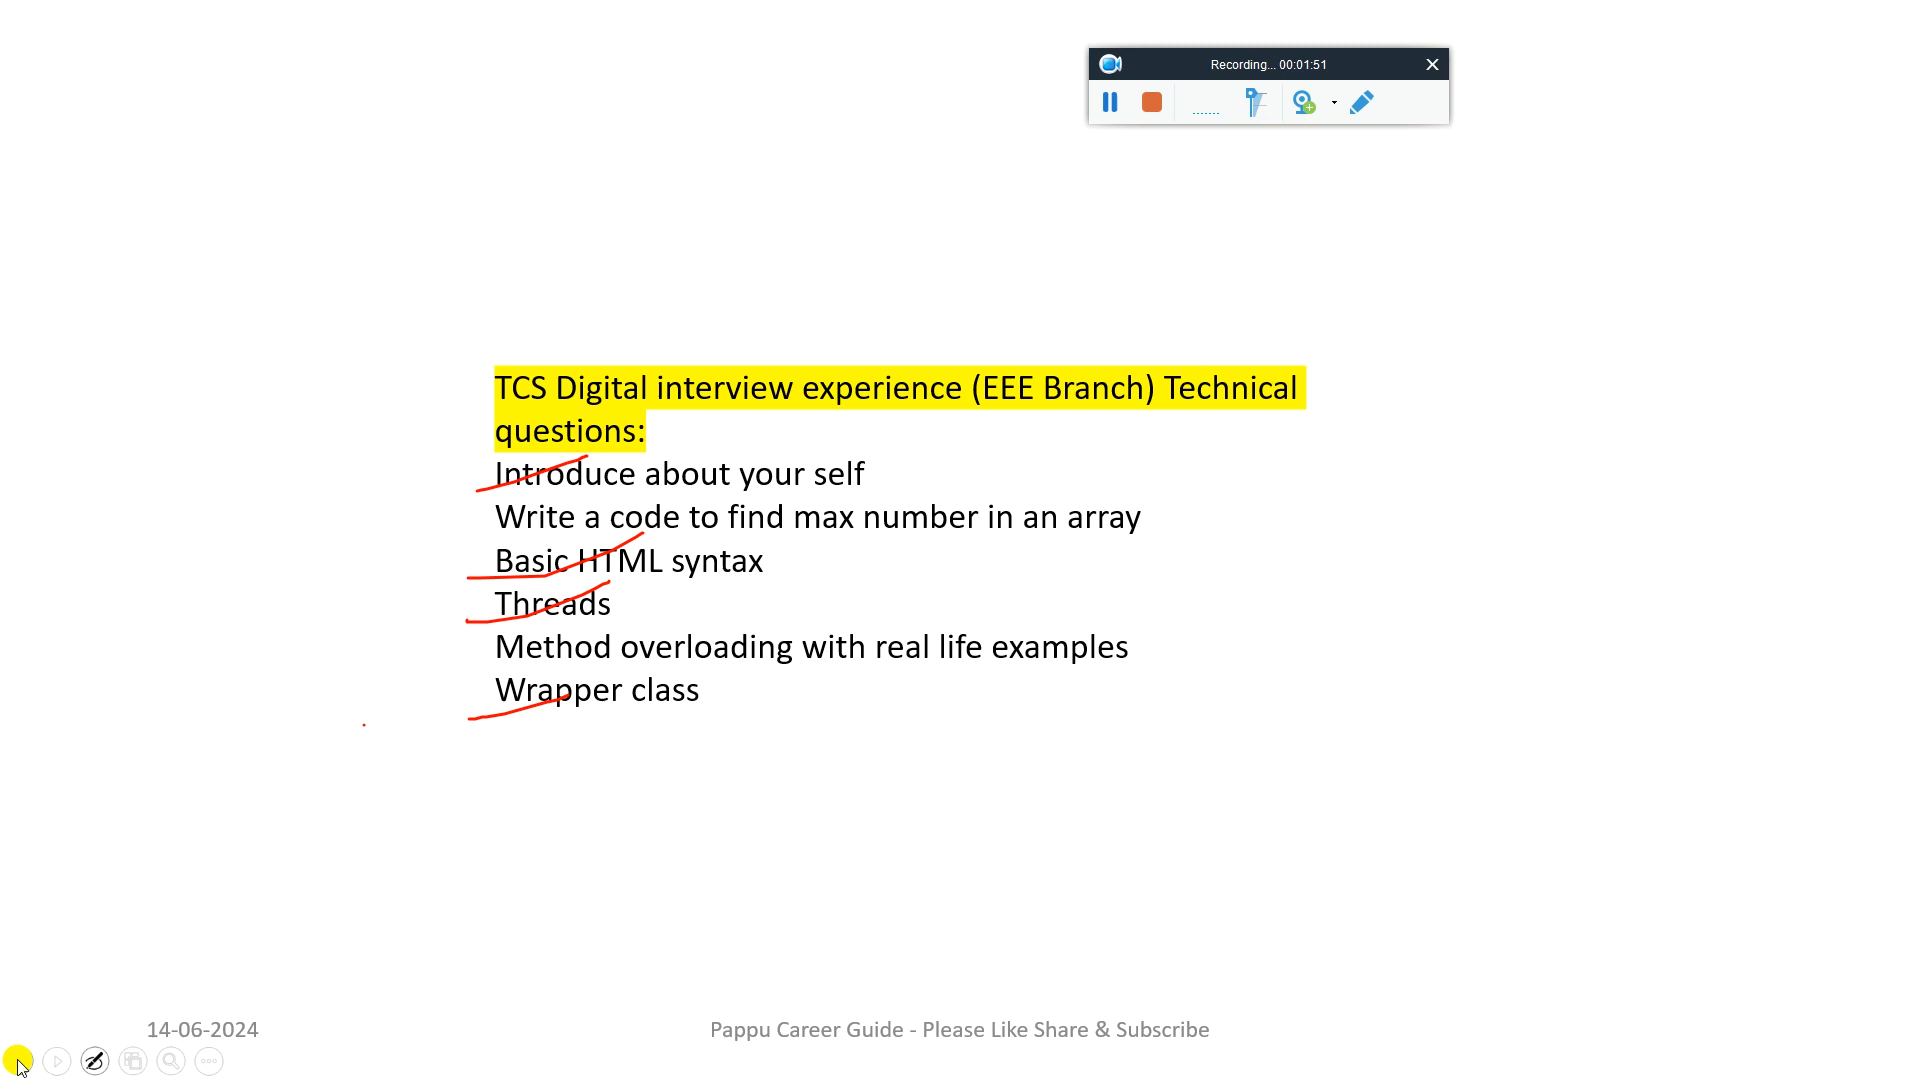 Recording... 00:01:51
TCS Digital interview experience (EEE Branch) Technical
questions:
Introduce about your self
Write a code to find max number in an array
Basic HTML syntax
Threads
Method overloading with real life examples
Wrapper class
14-06-2024
Pappu Career Guide - Please Like Share & Subscribe